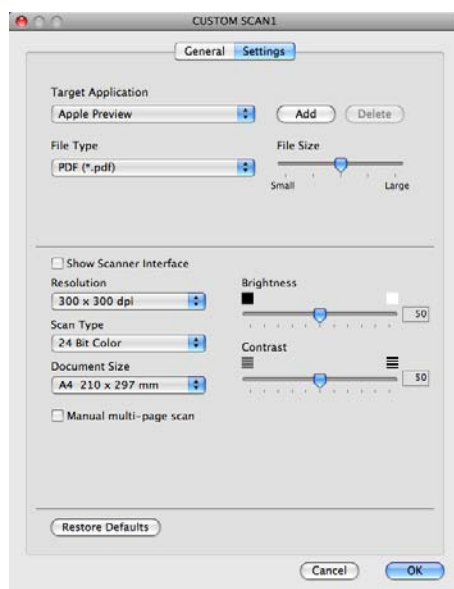 CUSTOM SCAN1
General Settings
Target Application
Apple Preview Add Delete
File Type File Size
PDF (*.pdf)
Small Large
Show Scanner Interface
Resolution Brightness
300 x 300 dpi 50
Scan Type
24 Bit Color Contrast
Document Size
A4 210 x 297 mm 50
Manual multi-page scan
Restore Defaults
Cancel OK